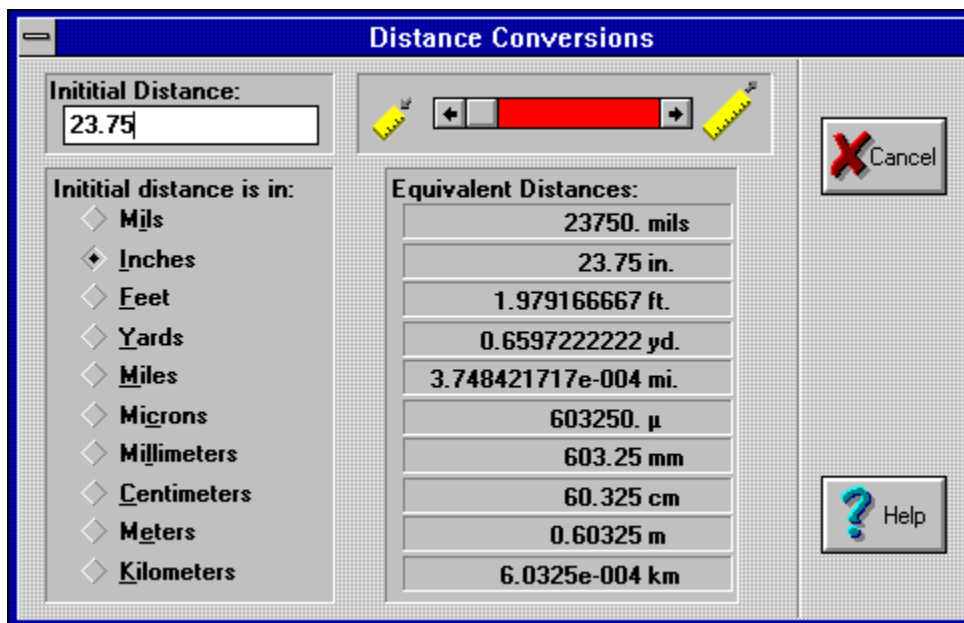 Distance Conversions
Inititial Distance:
23.75
Cancel
Inititial distance is in:
Mils
Inches
Feet
Yards
Miles
Microns
Millimeters
Centimeters
Meters
Kilometers
Equivalent Distances:
23750. mils
23.75 in.
1.979166667 ft.
0.6597222222 yd.
3.748421717e-004 mi.
603250. µ
603.25 mm
60.325 cm
0.60325 m
6.0325e-004 km
Help